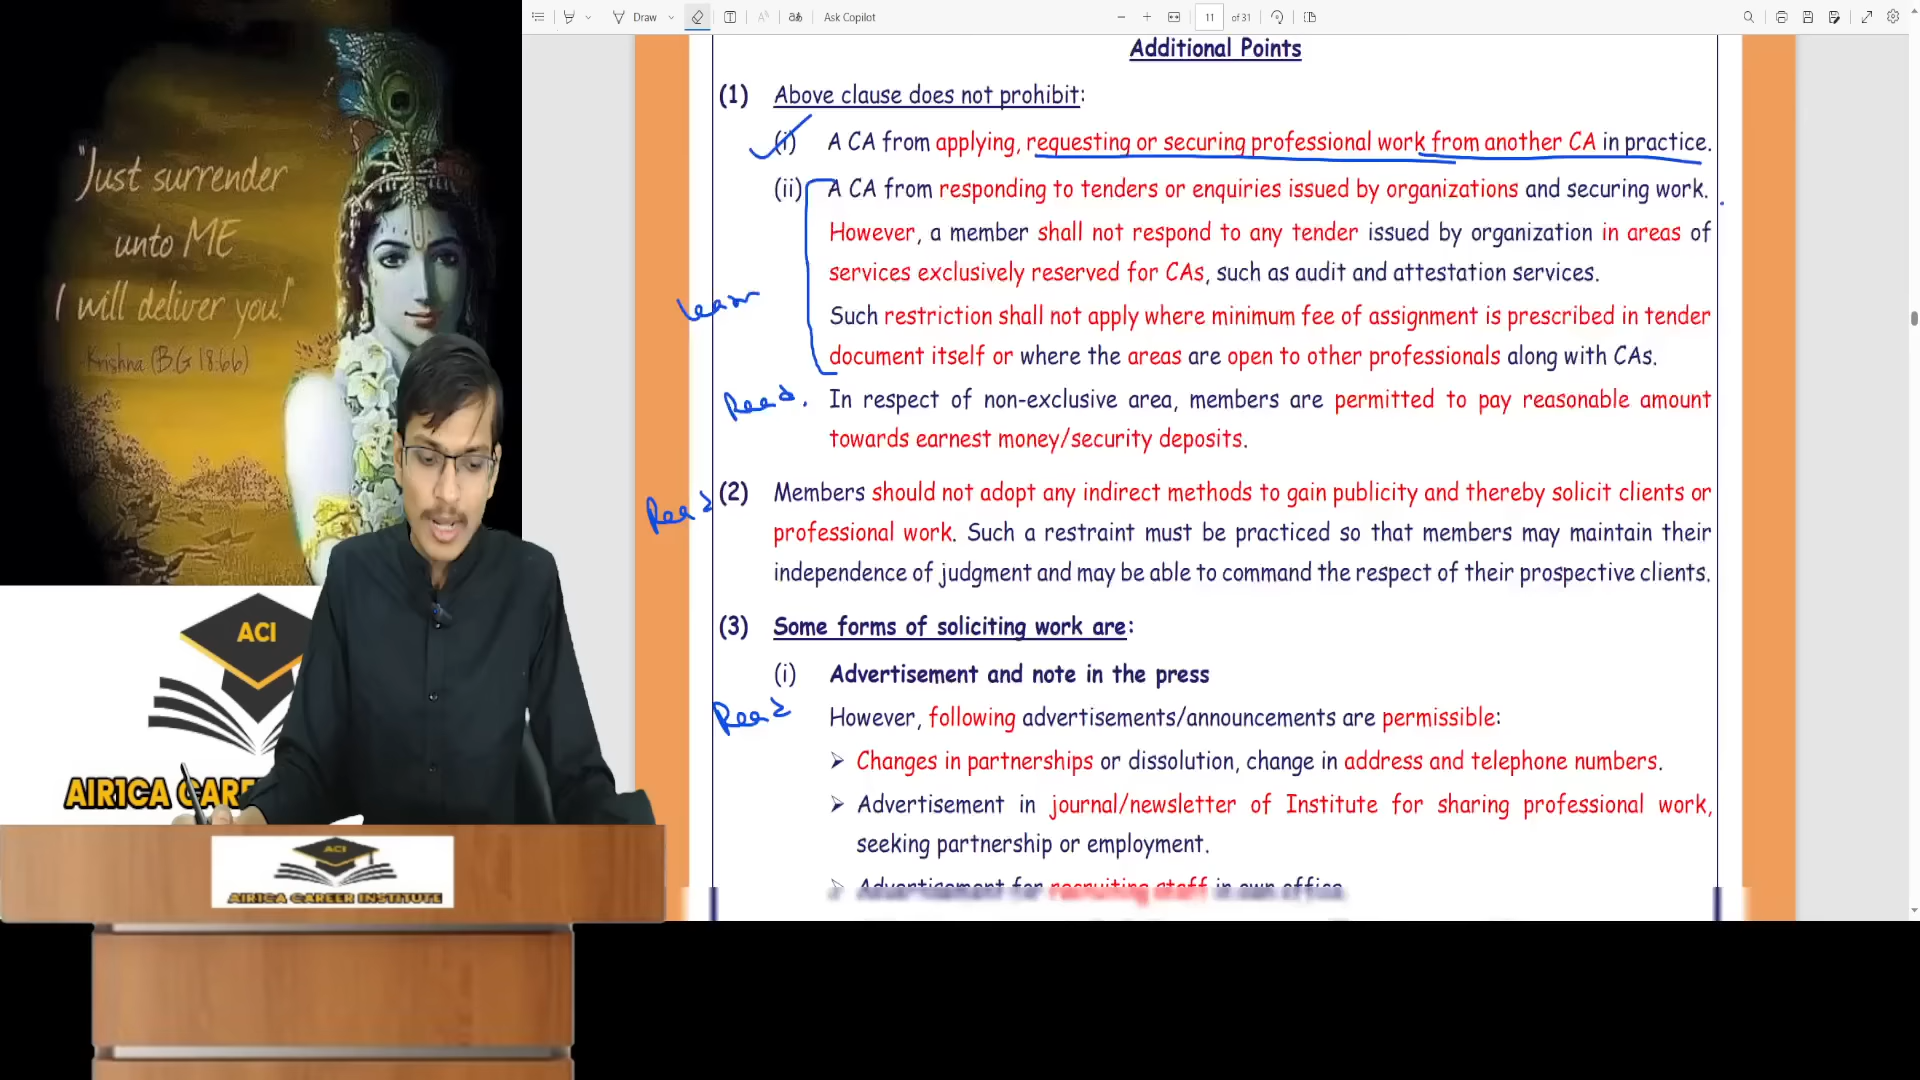 Draw
Ask Copilot
11 of 31
Additional Points
(1) Above clause does not prohibit:
(i) A CA from applying, requesting or securing professional work from another CA in practice.
(ii) A CA from responding to tenders or enquiries issued by organizations and securing work.
However, a member shall not respond to any tender issued by organization in areas of
services exclusively reserved for CAs, such as audit and attestation services.
Learn
Such restriction shall not apply where minimum fee of assignment is prescribed in tender
document itself or where the areas are open to other professionals along with CAs.
Read. In respect of non-exclusive area, members are permitted to pay reasonable amount
towards earnest money/security deposits.
Read (2) Members should not adopt any indirect methods to gain publicity and thereby solicit clients or
professional work. Such a restraint must be practiced so that members may maintain their
independence of judgment and may be able to command the respect of their prospective clients.
(3) Some forms of soliciting work are:
(i) Advertisement and note in the press
Read However, following advertisements/announcements are permissible:
➢ Changes in partnerships or dissolution, change in address and telephone numbers.
➢ Advertisement in journal/newsletter of Institute for sharing professional work,
seeking partnership or employment.
➢ Advertisement for recruiting staff in own office.
"Just surrender
unto ME
I will deliver you!"
-Krishna (B.G 18:66)
ACI
AIR1CA CARE
ACI
AIR1CA CAREER INSTITUTE